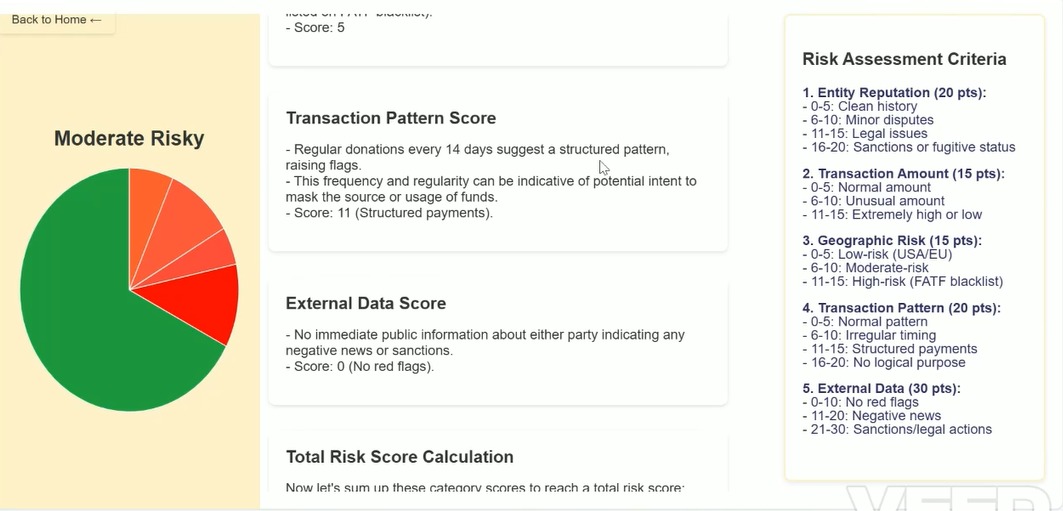 Back to Home ←
Moderate Risky
listed on FATF blacklist).
- Score: 5
Transaction Pattern Score
- Regular donations every 14 days suggest a structured pattern,
raising flags.
- This frequency and regularity can be indicative of potential intent to
mask the source or usage of funds.
- Score: 11 (Structured payments).
External Data Score
- No immediate public information about either party indicating any
negative news or sanctions.
- Score: 0 (No red flags).
Total Risk Score Calculation
Now let's sum up these category scores to reach a total risk score:
Risk Assessment Criteria
1. Entity Reputation (20 pts):
- 0-5: Clean history
- 6-10: Minor disputes
- 11-15: Legal issues
- 16-20: Sanctions or fugitive status
2. Transaction Amount (15 pts):
- 0-5: Normal amount
- 6-10: Unusual amount
- 11-15: Extremely high or low
3. Geographic Risk (15 pts):
- 0-5: Low-risk (USA/EU)
- 6-10: Moderate-risk
- 11-15: High-risk (FATF blacklist)
4. Transaction Pattern (20 pts):
- 0-5: Normal pattern
- 6-10: Irregular timing
- 11-15: Structured payments
- 16-20: No logical purpose
5. External Data (30 pts):
- 0-10: No red flags
- 11-20: Negative news
- 21-30: Sanctions/legal actions
VEED